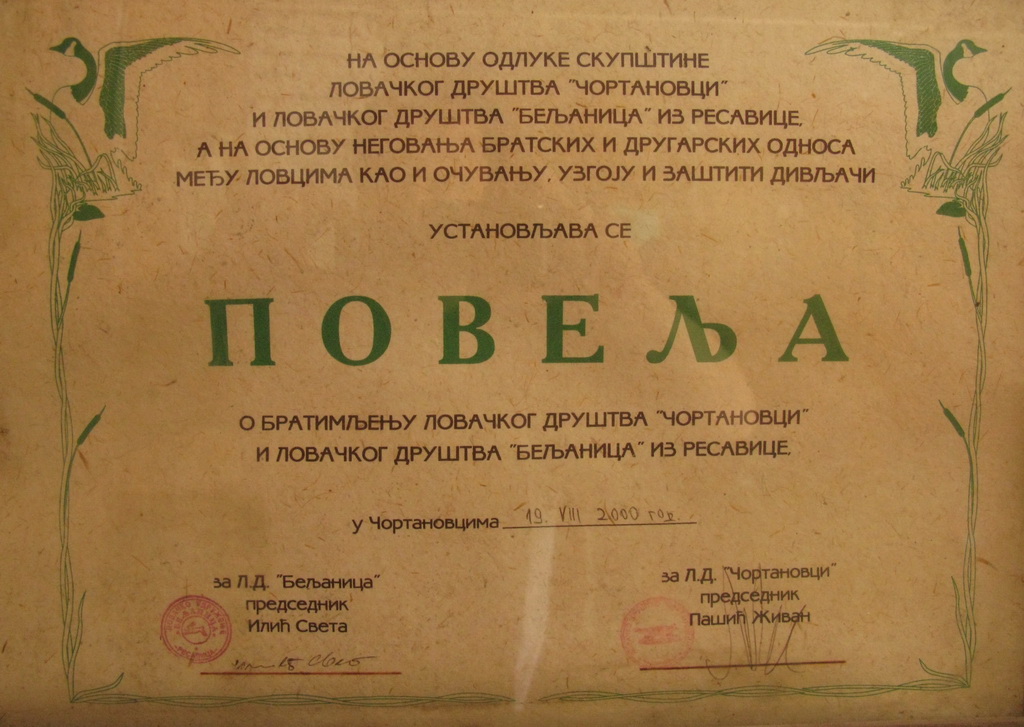 НА ОСНОВУ ОДЛУКЕ СКУПШТИНЕ
ЛОВАЧКОГ ДРУШТВА "ЧОРТАНОВЦИ"
И ЛОВАЧКОГ ДРУШТВА "БЕЉАНИЦА" ИЗ РЕСАВИЦЕ,
А НА ОСНОВУ НЕГОВАЊА БРАТСКИХ И ДРУГАРСКИХ ОДНОСА
МЕЂУ ЛОВЦИМА КАО И ОЧУВАЊУ, УЗГОЈУ И ЗАШТИТИ ДИВЉАЧИ
УСТАНОВЉАВА СЕ
ПОВЕЉА
О БРАТИМЉЕЊУ ЛОВАЧКОГ ДРУШТВА "ЧОРТАНОВЦИ"
И ЛОВАЧКОГ ДРУШТВА "БЕЉАНИЦА" ИЗ РЕСАВИЦЕ,
у Чортановцима 19. VIII 2000 год.
за Л.Д. "Бељаница"
председник
Илић Света
за Л.Д. "Чортановци"
председник
Пашић Живан